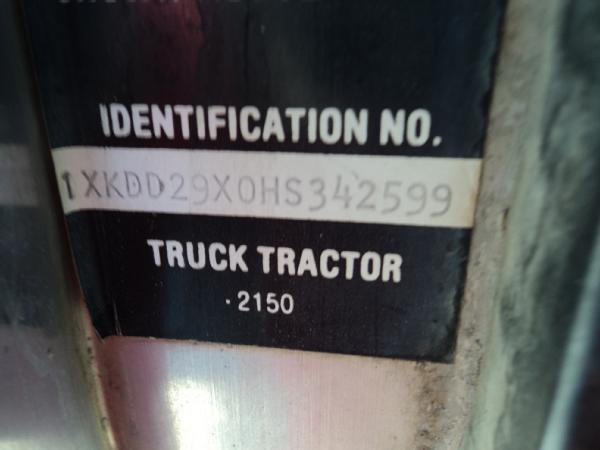 IDENTIFICATION NO.
1XKDD29X0HS342599
TRUCK TRACTOR
.2150